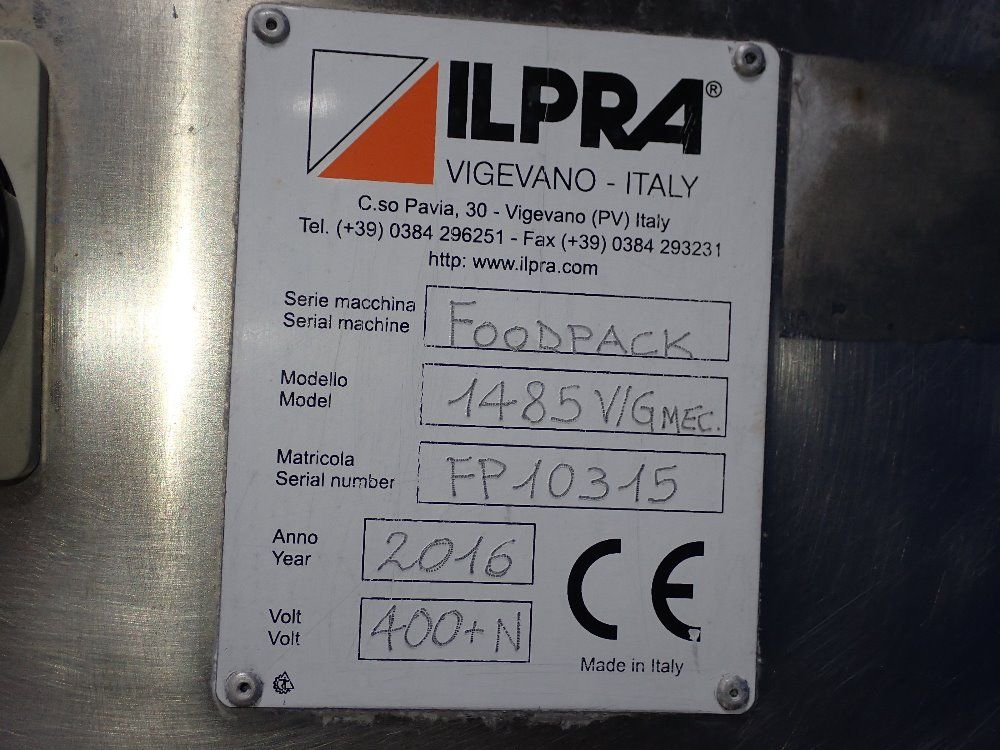 ILPRA®
VIGEVANO - ITALY
C.so Pavia, 30 - Vigevano (PV) Italy
Tel. (+39) 0384 296251 - Fax (+39) 0384 293231
http: www.ilpra.com
Serie macchina
Serial machine
FOODPACK
Modello
Model
1485 V/G MEC.
Matricola
Serial number
FP10315
Anno
Year
2016
Volt
Volt
400+N
CE
Made in Italy